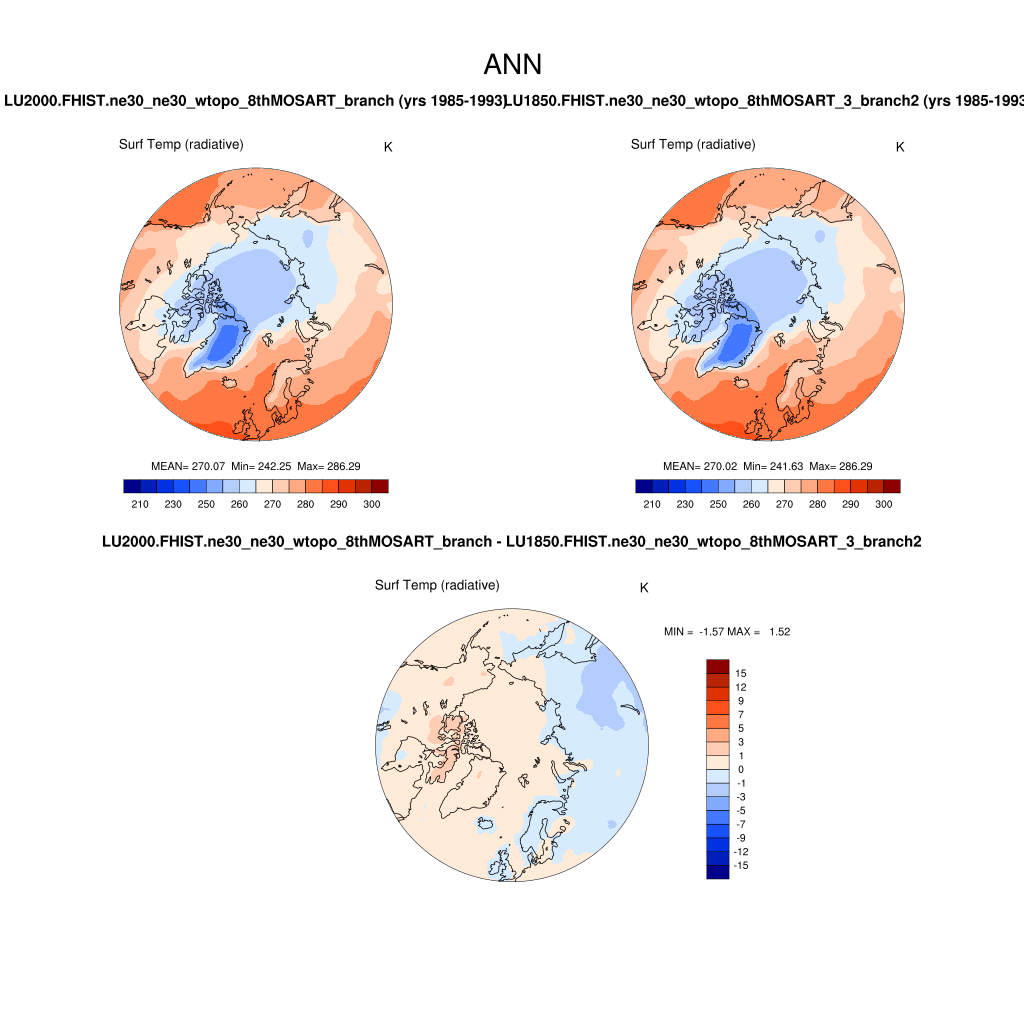 ANN
LU2000.FHIST.ne30_ne30_wtopo_8thMOSART_branch (yrs 1985-1993)
LU1850.FHIST.ne30_ne30_wtopo_8thMOSART_3_branch2 (yrs 1985-1993
Surf Temp (radiative) K
Surf Temp (radiative) K
MEAN= 270.07 Min= 242.25 Max= 286.29
MEAN= 270.02 Min= 241.63 Max= 286.29
210 230 250 260 270 280 290 300
210 230 250 260 270 280 290 300
LU2000.FHIST.ne30_ne30_wtopo_8thMOSART_branch - LU1850.FHIST.ne30_ne30_wtopo_8thMOSART_3_branch2
Surf Temp (radiative) K
MIN = -1.57 MAX = 1.52
15
12
9
7
5
3
1
0
-1
-3
-5
-7
-9
-12
-15